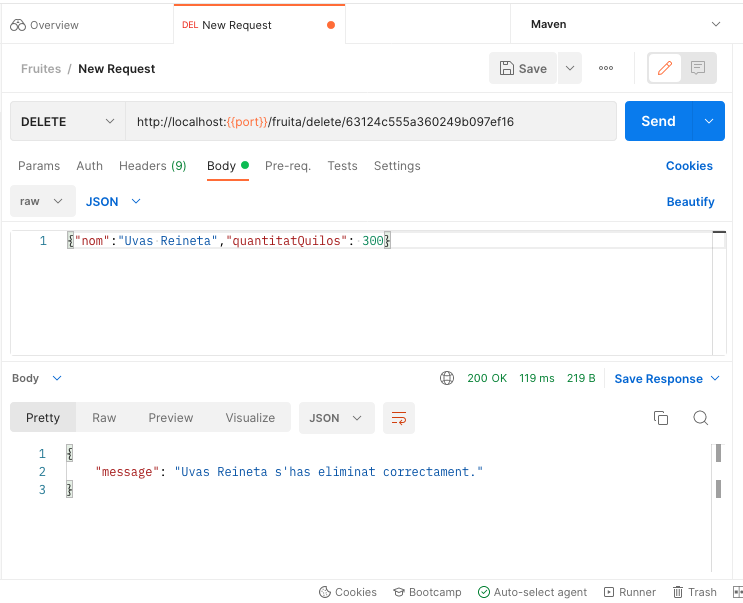 Overview
DEL New Request
Maven
Fruites / New Request
Save
DELETE
http://localhost:{{port}}/fruita/delete/63124c555a360249b097ef16
Send
Params Auth Headers (9) Body Pre-req. Tests Settings Cookies
raw JSON Beautify
1 {"nom":"Uvas Reineta","quantitatQuilos": 300}
Body 200 OK 119 ms 219 B Save Response
Pretty Raw Preview Visualize JSON
1 {
2 "message": "Uvas Reineta s'has eliminat correctament."
3 }
Cookies Bootcamp Auto-select agent Runner Trash